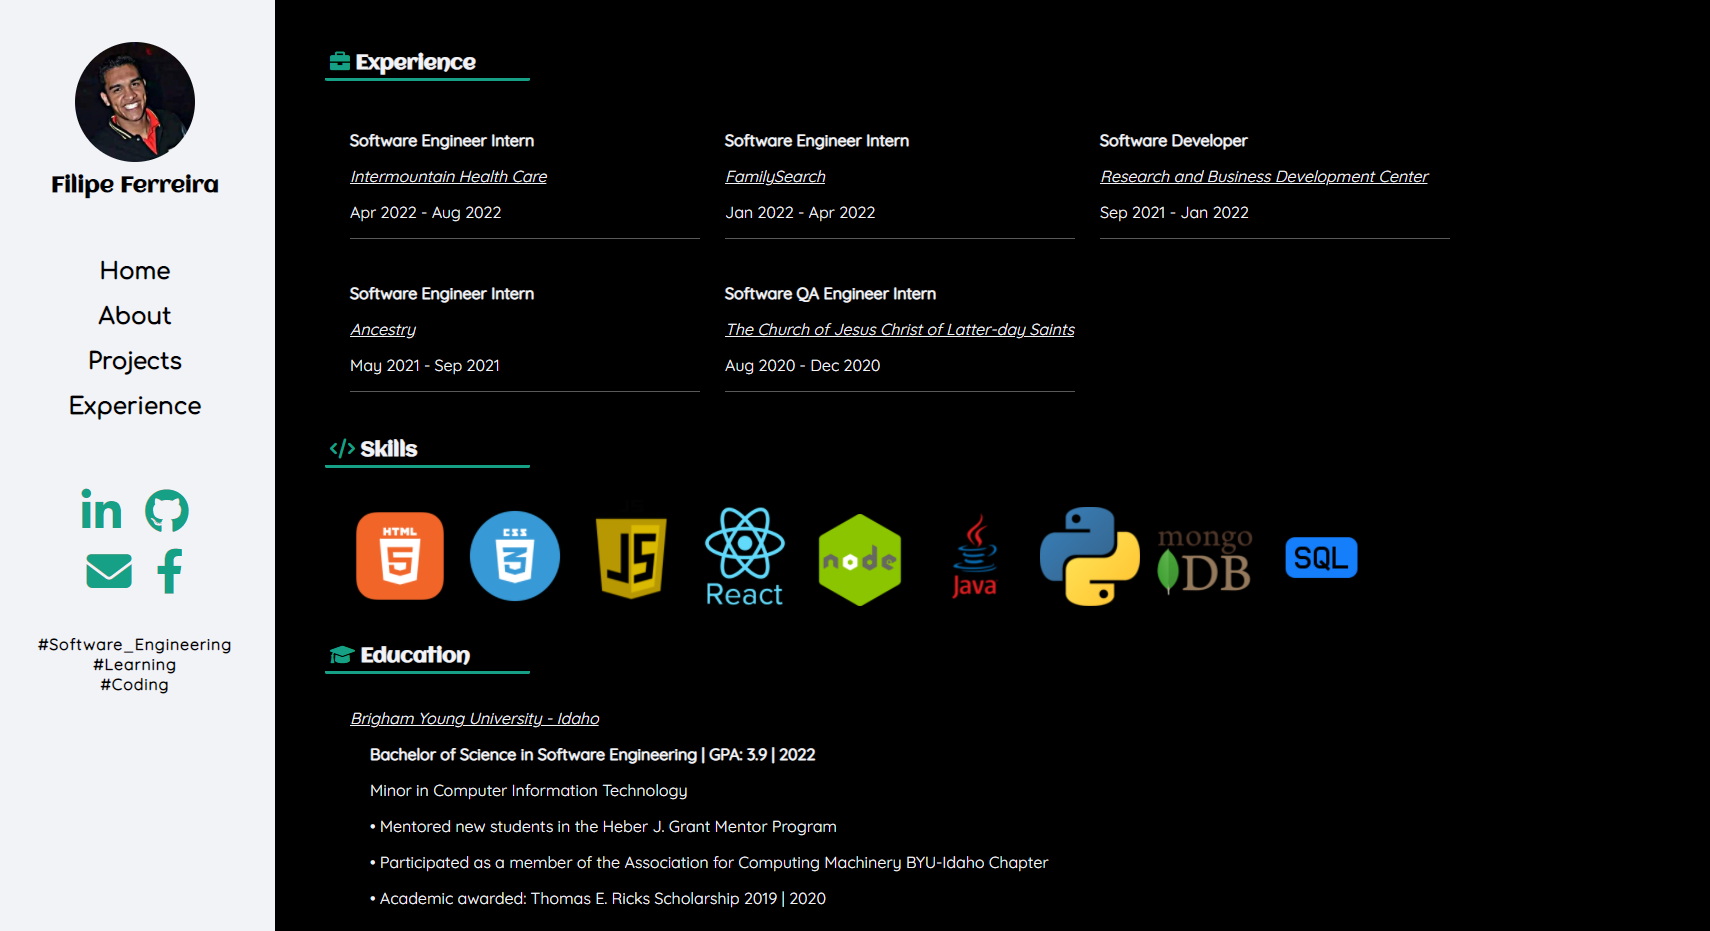 Filipe Ferreira
Home
About
Projects
Experience
#Software_Engineering
#Learning
#Coding
Experience
Software Engineer Intern
Intermountain Health Care
Apr 2022 - Aug 2022
Software Engineer Intern
FamilySearch
Jan 2022 - Apr 2022
Software Developer
Research and Business Development Center
Sep 2021 - Jan 2022
Software Engineer Intern
Ancestry
May 2021 - Sep 2021
Software QA Engineer Intern
The Church of Jesus Christ of Latter-day Saints
Aug 2020 - Dec 2020
Skills
HTML
5
CSS
3
JS
React
node
Java
mongo
DB
SQL
Education
Brigham Young University - Idaho
Bachelor of Science in Software Engineering | GPA: 3.9 | 2022
Minor in Computer Information Technology
• Mentored new students in the Heber J. Grant Mentor Program
• Participated as a member of the Association for Computing Machinery BYU-Idaho Chapter
• Academic awarded: Thomas E. Ricks Scholarship 2019 | 2020